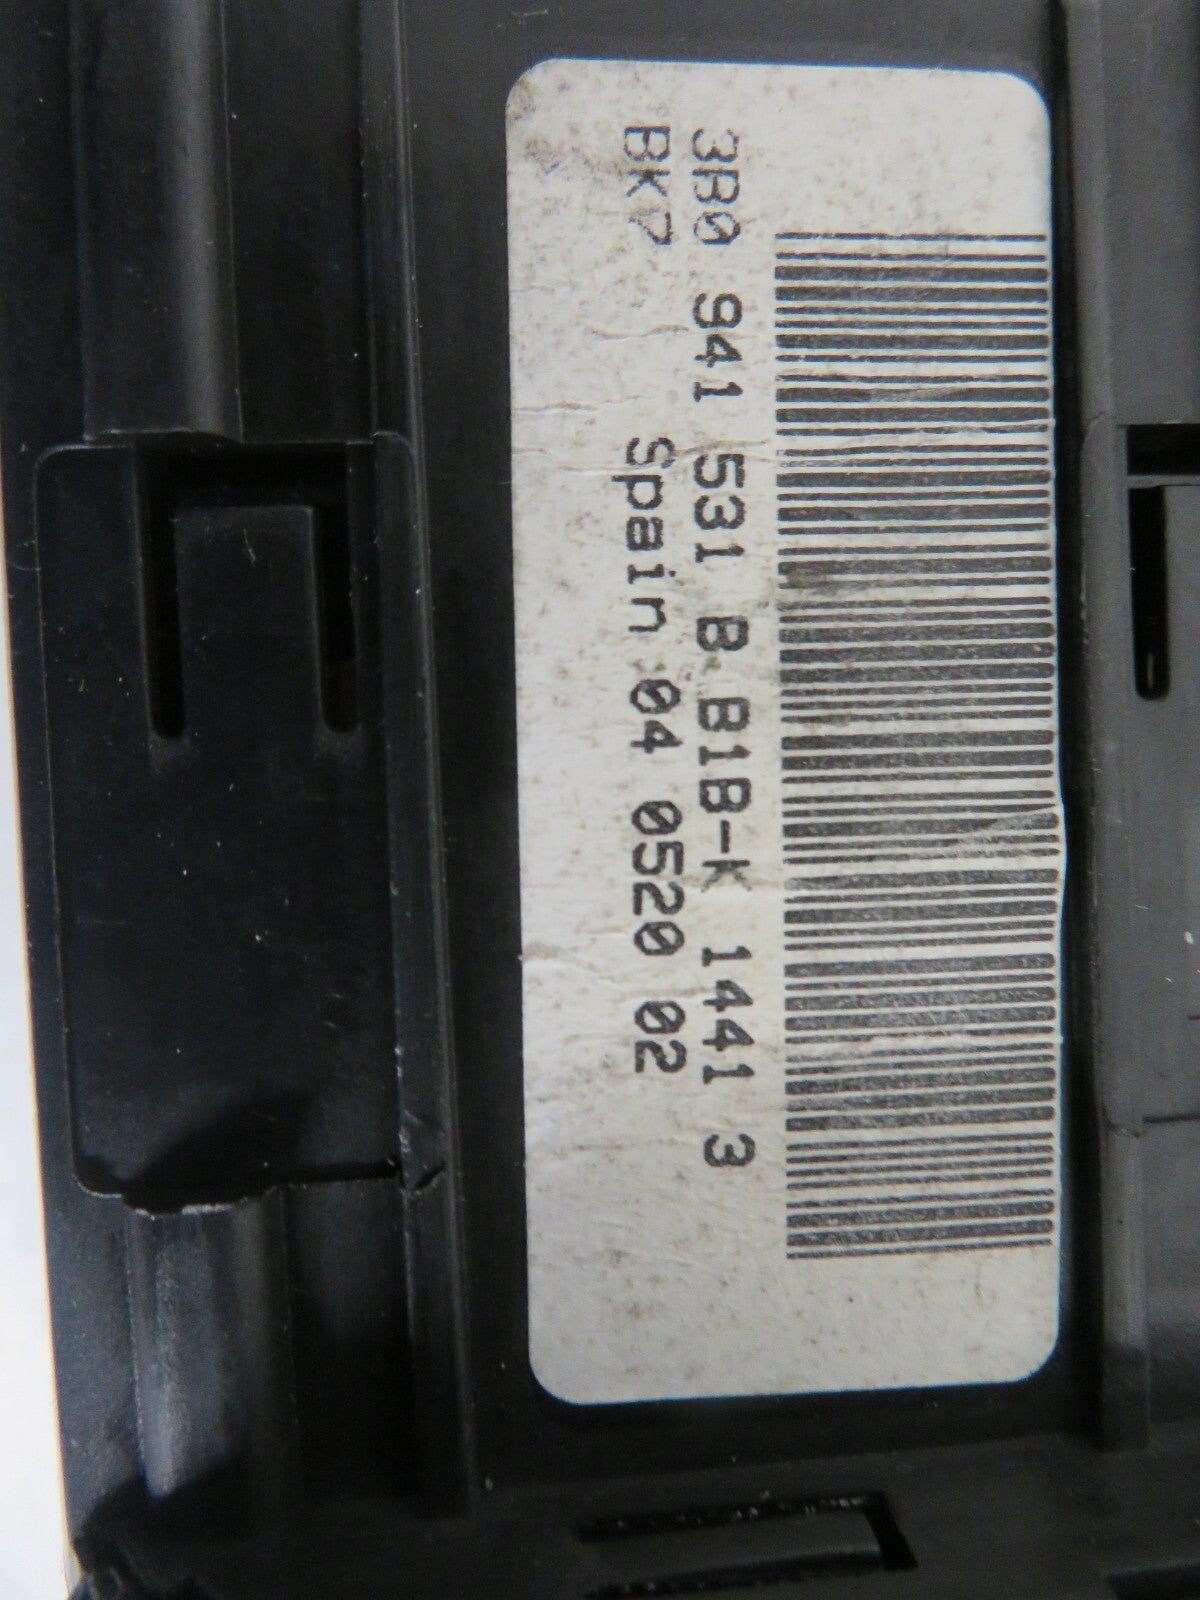 3B0 941 531 B B1B-K 1441 3
BK7 Spain 04 0520 02